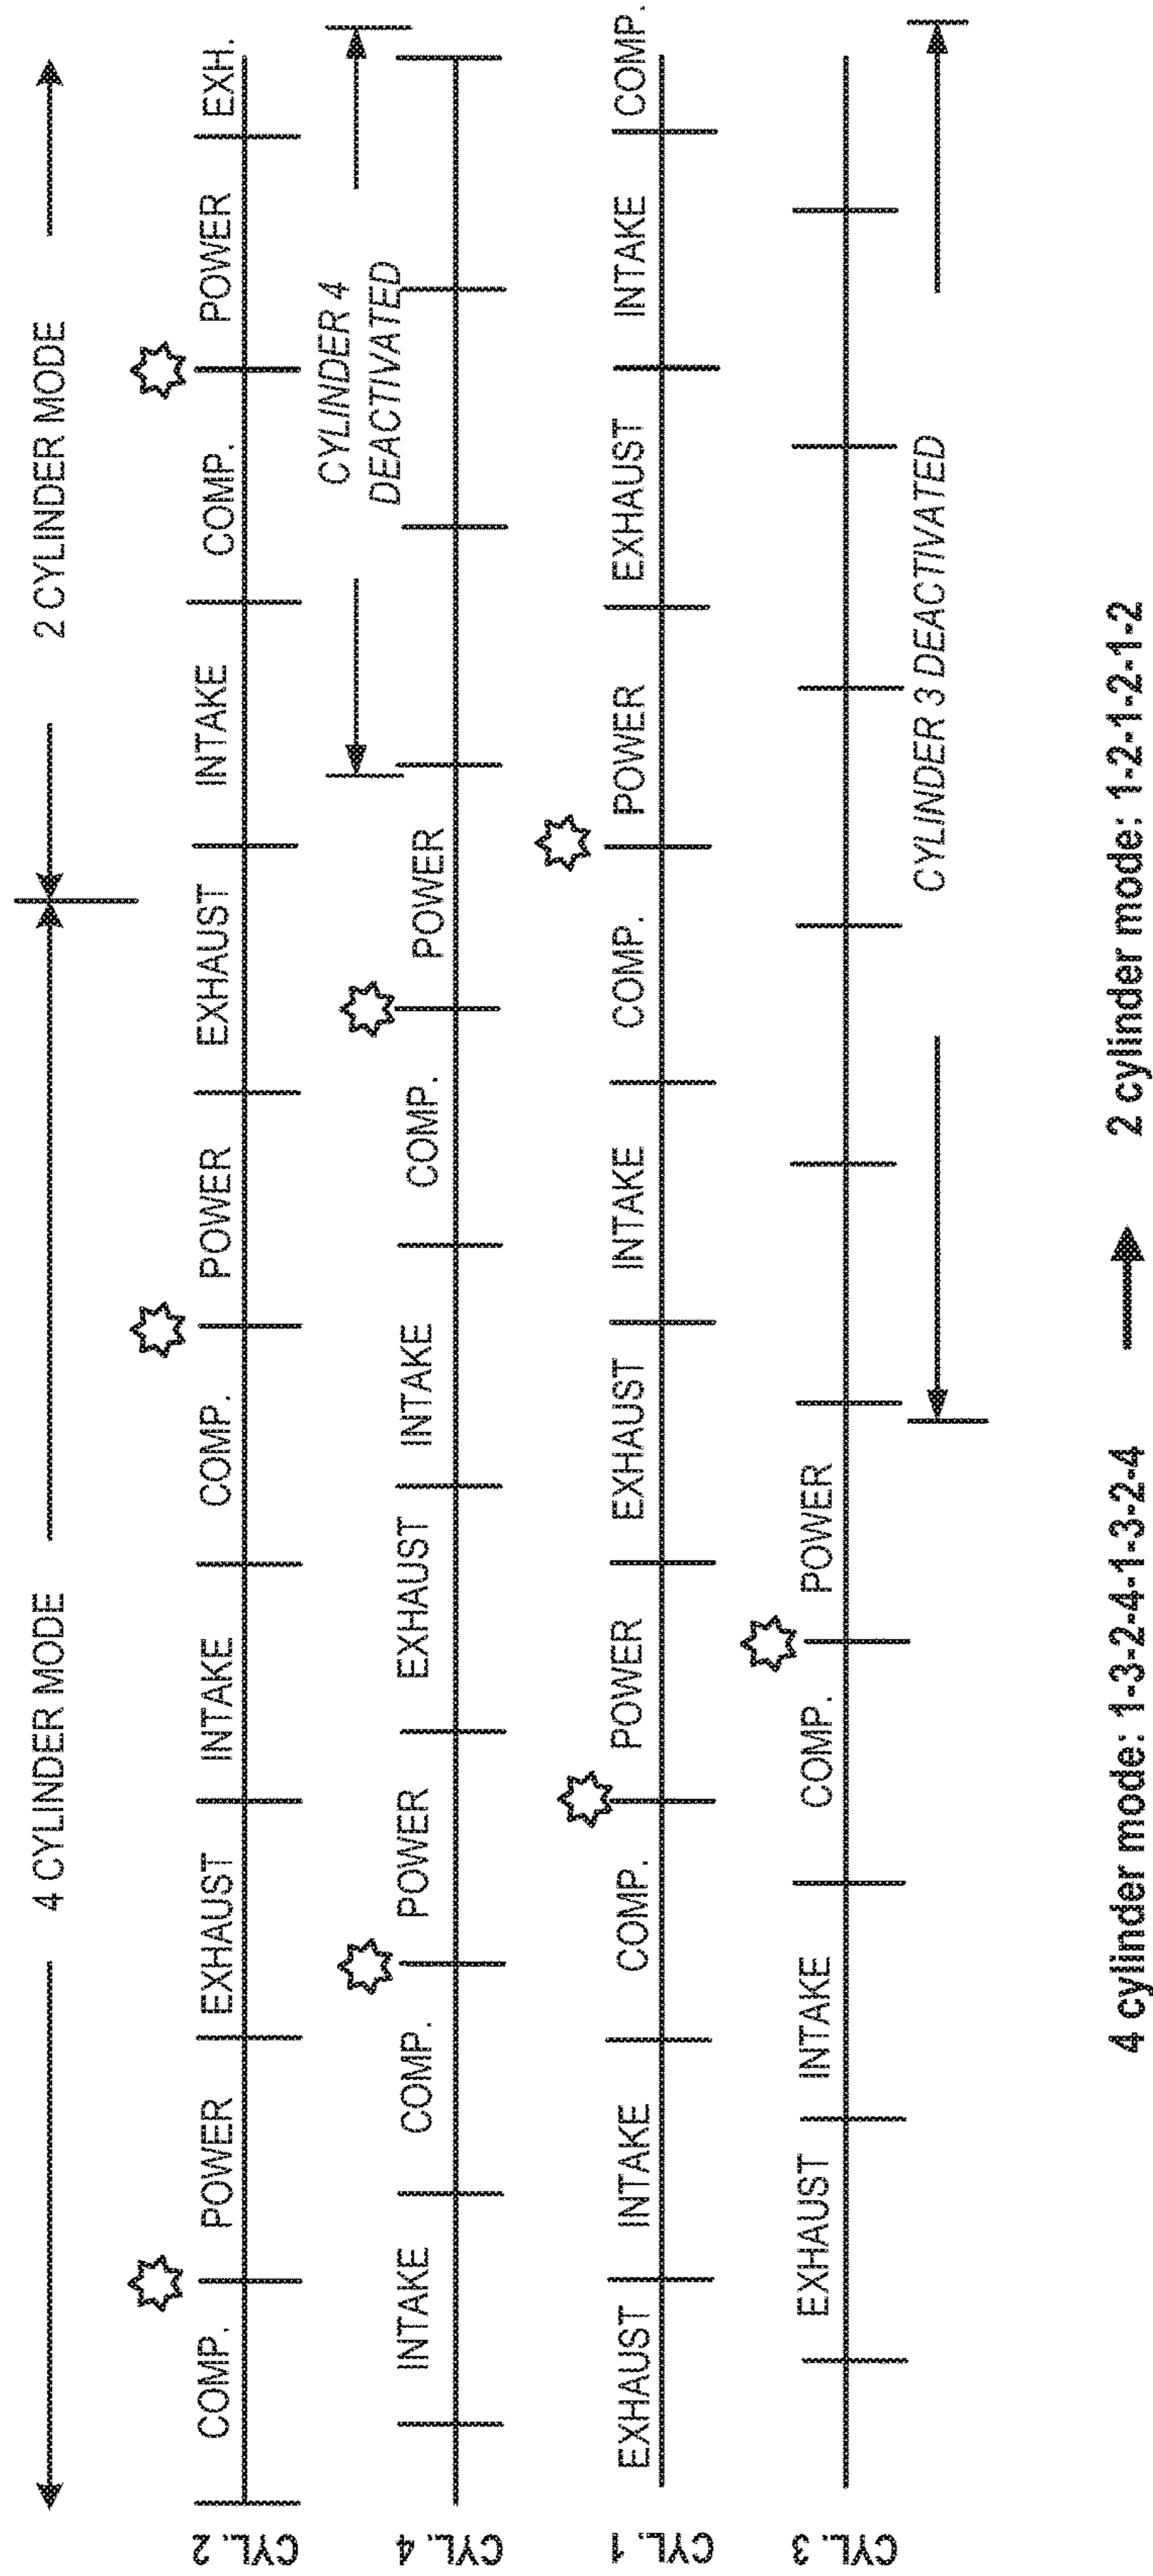 4 CYLINDER MODE 2 CYLINDER MODE
CYL. 2 COMP. POWER EXHAUST INTAKE COMP. POWER EXHAUST INTAKE COMP. POWER EXH.
CYLINDER 4
DEACTIVATED
CYL. 4 INTAKE COMP. POWER EXHAUST INTAKE COMP. POWER
CYL. 1 EXHAUST INTAKE COMP. POWER EXHAUST INTAKE COMP. POWER EXHAUST INTAKE COMP.
CYL. 3 EXHAUST INTAKE COMP. POWER
CYLINDER 3 DEACTIVATED
4 cylinder mode: 1-3-2-4-1-3-2-4 2 cylinder mode: 1-2-1-2-1-2